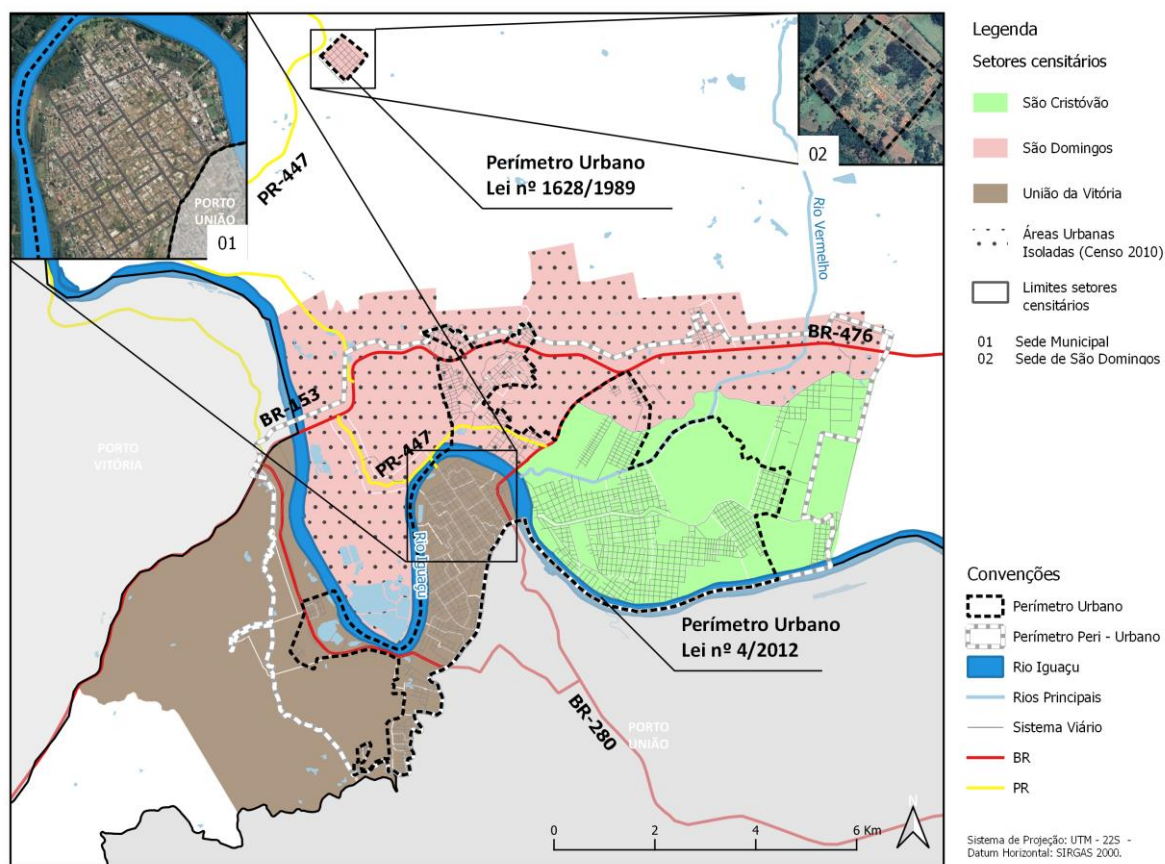 PORTO
UNIÃO
01
02
PR-447
Perímetro Urbano
Lei nº 1628/1989
Rio Vermelho
BR-476
BR-153
PORTO
VITÓRIA
PR-447
Rio Iguaçu
Perímetro Urbano
Lei nº 4/2012
BR-280
PORTO
UNIÃO
0 2 4 6 Km
N
Legenda
Setores censitários
São Cristóvão
São Domingos
União da Vitória
Áreas Urbanas
Isoladas (Censo 2010)
Limites setores
censitários
01 Sede Municipal
02 Sede de São Domingos
Convenções
Perímetro Urbano
Perímetro Peri - Urbano
Rio Iguaçu
Rios Principais
Sistema Viário
BR
PR
Sistema de Projeção: UTM - 22S -
Datum Horizontal: SIRGAS 2000.